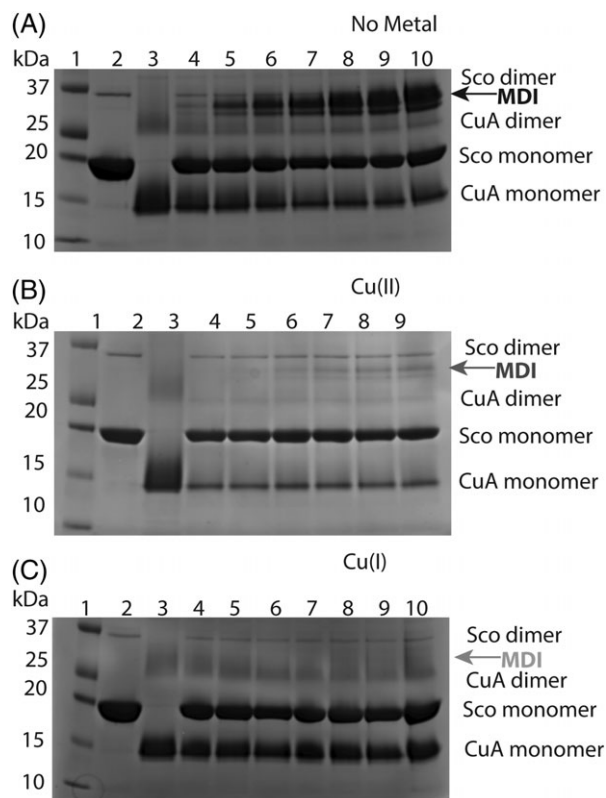 (A)
No Metal
kDa 1 2 3 4 5 6 7 8 9 10
37 Sco dimer
MDI
25 CuA dimer
20 Sco monomer
15 CuA monomer
10
(B)
Cu(II)
kDa 1 2 3 4 5 6 7 8 9
37 Sco dimer
MDI
25 CuA dimer
20 Sco monomer
15 CuA monomer
10
(C)
Cu(I)
kDa 1 2 3 4 5 6 7 8 9 10
37 Sco dimer
25 MDI
CuA dimer
20 Sco monomer
15 CuA monomer
10